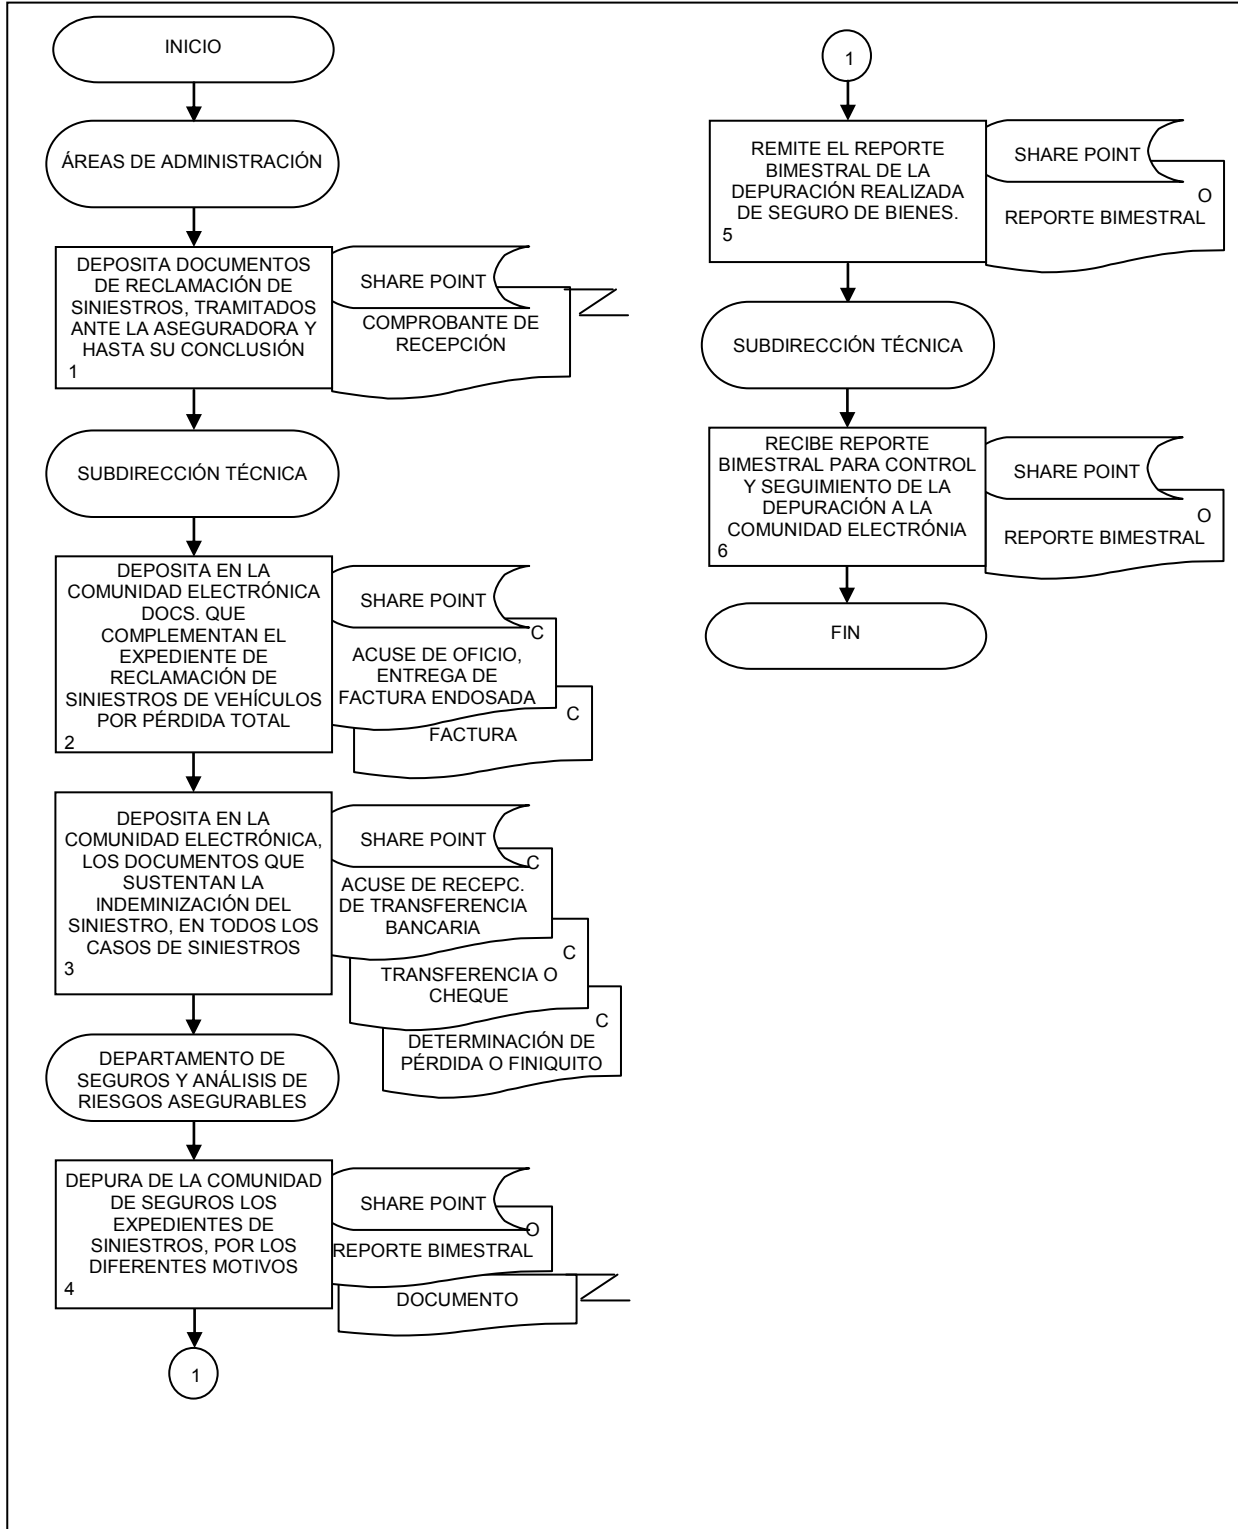 INICIO
ÁREAS DE ADMINISTRACIÓN
DEPOSITA DOCUMENTOS
DE RECLAMACIÓN DE
SINIESTROS, TRAMITADOS
ANTE LA ASEGURADORA Y
HASTA SU CONCLUSIÓN
1
SHARE POINT
COMPROBANTE DE
RECEPCIÓN
SUBDIRECCIÓN TÉCNICA
DEPOSITA EN LA
COMUNIDAD ELECTRÓNICA
DOCS. QUE
COMPLEMENTAN EL
EXPEDIENTE DE
RECLAMACIÓN DE
SINIESTROS DE VEHÍCULOS
POR PÉRDIDA TOTAL
2
SHARE POINT
C
ACUSE DE OFICIO,
ENTREGA DE
FACTURA ENDOSADA
C
FACTURA
DEPOSITA EN LA
COMUNIDAD ELECTRÓNICA,
LOS DOCUMENTOS QUE
SUSTENTAN LA
INDEMINIZACIÓN DEL
SINIESTRO, EN TODOS LOS
CASOS DE SINIESTROS
3
SHARE POINT
C
ACUSE DE RECEPC.
DE TRANSFERENCIA
BANCARIA
C
TRANSFERENCIA O
CHEQUE
C
DETERMINACIÓN DE
PÉRDIDA O FINIQUITO
DEPARTAMENTO DE
SEGUROS Y ANÁLISIS DE
RIESGOS ASEGURABLES
DEPURA DE LA COMUNIDAD
DE SEGUROS LOS
EXPEDIENTES DE
SINIESTROS, POR LOS
DIFERENTES MOTIVOS
4
SHARE POINT
O
REPORTE BIMESTRAL
DOCUMENTO
1
1
REMITE EL REPORTE
BIMESTRAL DE LA
DEPURACIÓN REALIZADA
DE SEGURO DE BIENES.
5
SHARE POINT
O
REPORTE BIMESTRAL
SUBDIRECCIÓN TÉCNICA
RECIBE REPORTE
BIMESTRAL PARA CONTROL
Y SEGUIMIENTO DE LA
DEPURACIÓN A LA
COMUNIDAD ELECTRÓNIA
6
SHARE POINT
O
REPORTE BIMESTRAL
FIN